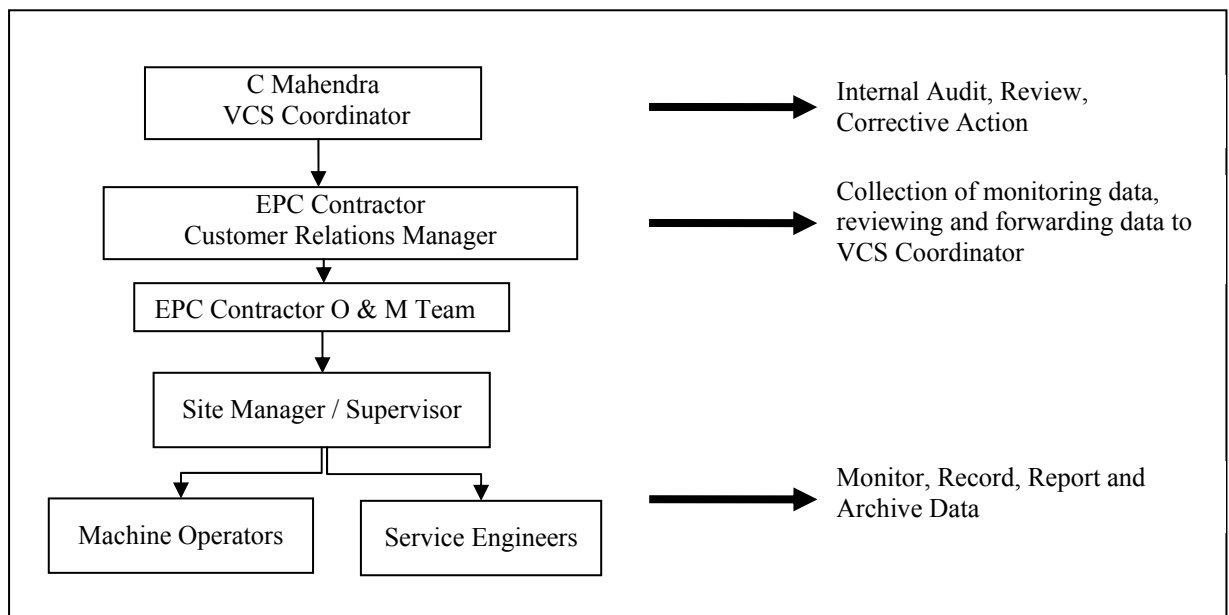 C Mahendra
VCS Coordinator
Internal Audit, Review,
Corrective Action
EPC Contractor
Customer Relations Manager
Collection of monitoring data,
reviewing and forwarding data to
VCS Coordinator
EPC Contractor O & M Team
Site Manager / Supervisor
Machine Operators
Service Engineers
Monitor, Record, Report and
Archive Data